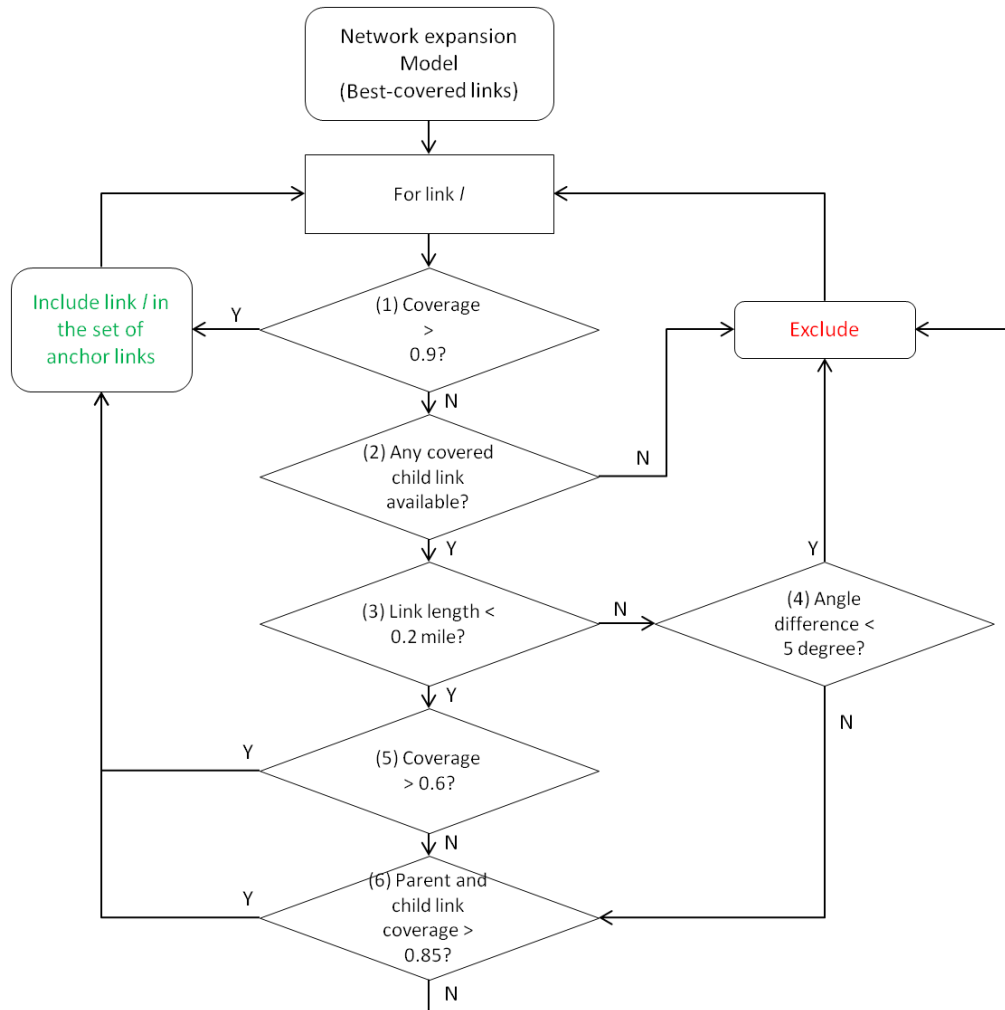 Network expansion
Model
(Best-covered links)
For link l
Include link l in
the set of
anchor links
Y
(1) Coverage
>
0.9?
Exclude
N
(2) Any covered
child link
available?
N
Y
Y
(3) Link length <
0.2 mile?
N
(4) Angle
difference <
5 degree?
Y
N
Y
(5) Coverage
> 0.6?
N
Y
(6) Parent and
child link
coverage >
0.85?
N